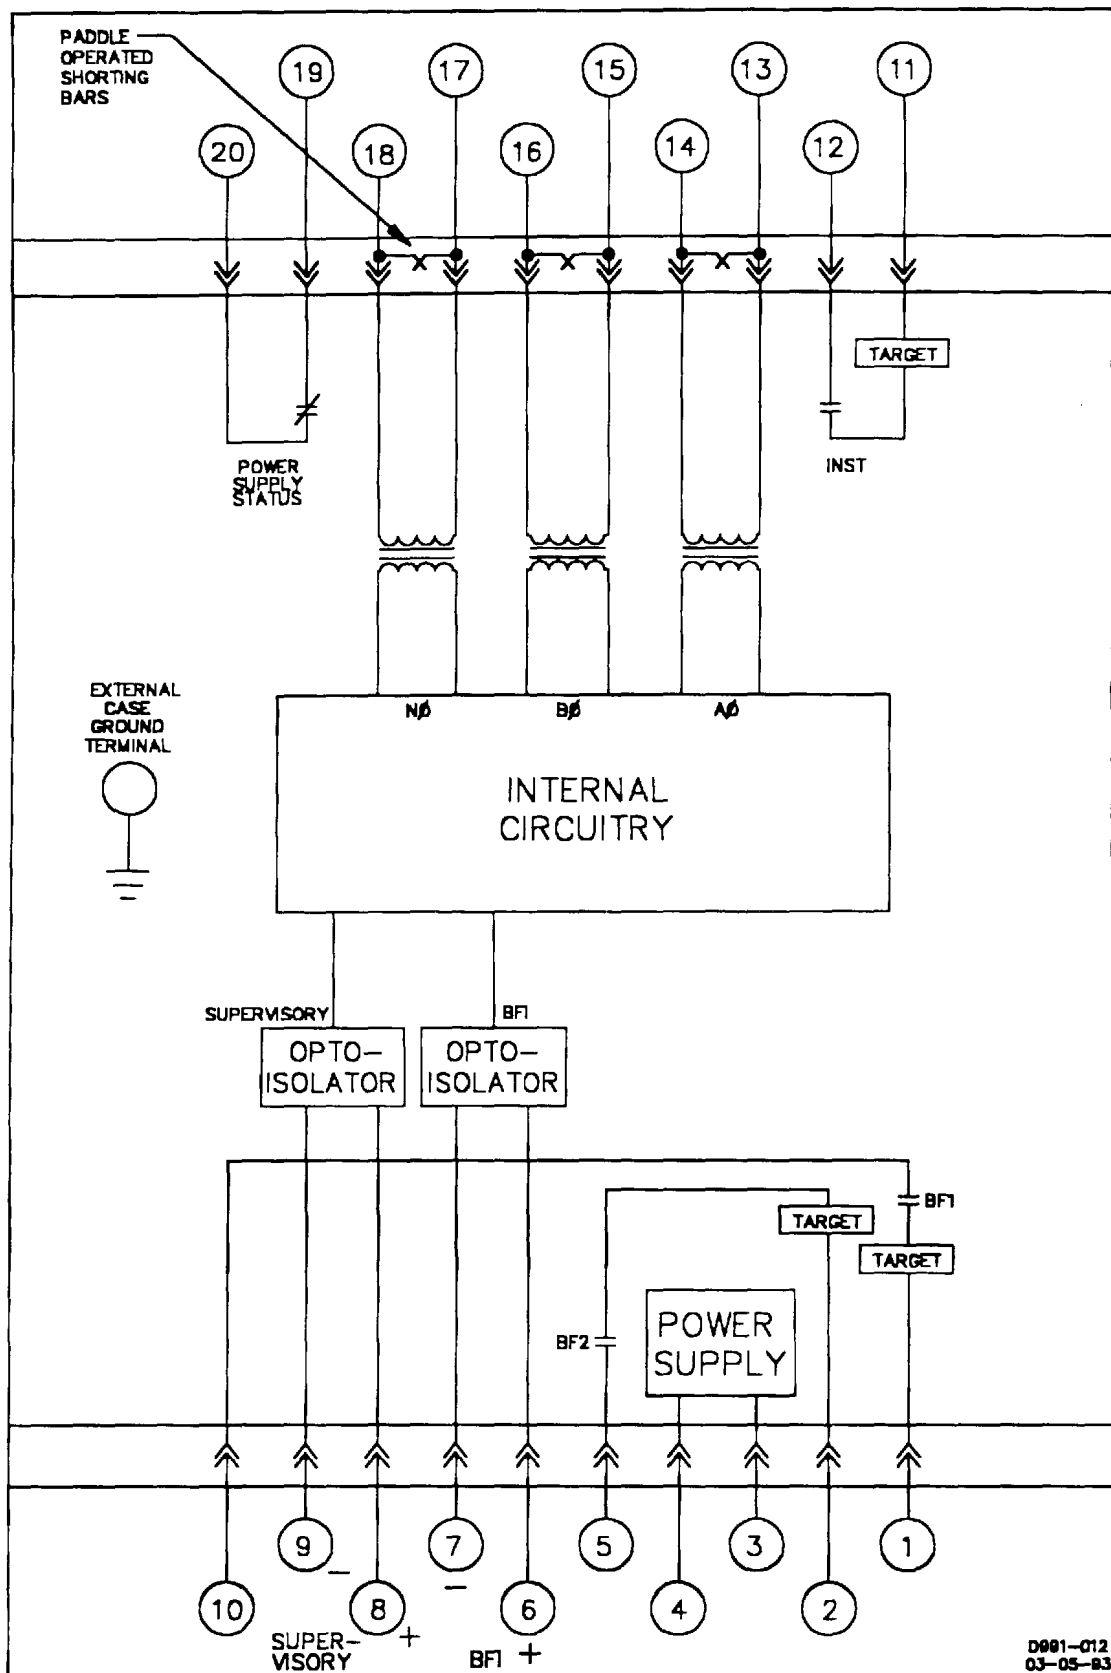 PADDLE
OPERATED
SHORTING
BARS
19
17
15
13
11
20
18
16
14
12
X
X
X
TARGET
POWER
SUPPLY
STATUS
INST
NØ
BØ
AØ
EXTERNAL
CASE
GROUND
TERMINAL
INTERNAL
CIRCUITRY
SUPERVISORY
BFI
OPTO-
ISOLATOR
OPTO-
ISOLATOR
BF1
TARGET
TARGET
BF2
POWER
SUPPLY
9
7
5
3
1
-
-
10
8
6
4
2
SUPER-
VISORY
+
BFI +
D991-012
03-05-93